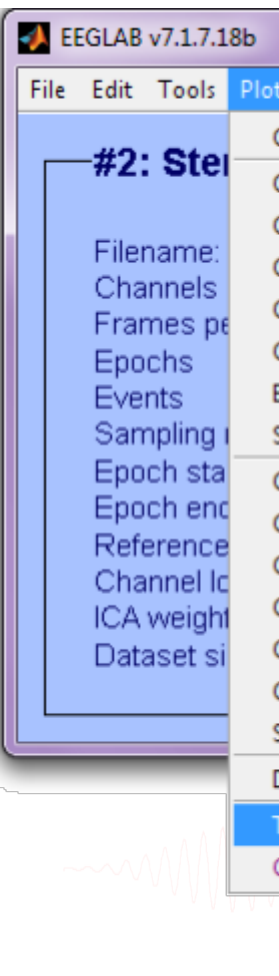 EEGLAB v7.1.7.18b
File Edit Tools Plot
#2: Ster
Filename:
Channels
Frames pe
Epochs
Events
Sampling
Epoch sta
Epoch end
Reference
Channel lo
ICA weight
Dataset si